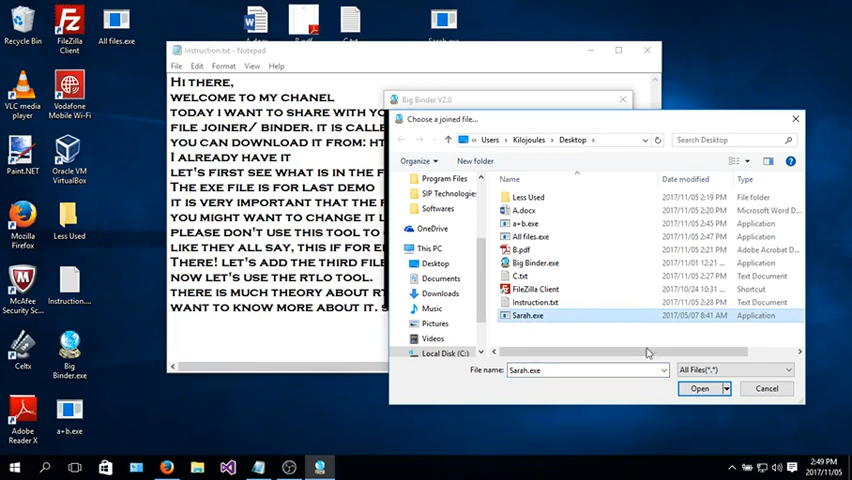 Recycle Bin
FileZilla Client
All files.exe
B.pdf
C.txt
Sarah.exe
VLC media player
Vodafone Mobile Wi-Fi
Paint.NET
Oracle VM VirtualBox
Mozilla Firefox
Less Used
McAfee Security Sc...
Instruction....
Celtx
Big Binder.exe
Adobe Reader X
a+b.exe
Instruction.txt - Notepad
File Edit Format View Help
Hi there,
welcome to my chanel
today i want to share with yo
file joiner/ binder. it is calle
you can download it from: ht
I already have it
let's first see what is in the f
the exe file is for last demo
it is very important that the f
you might want to change it l
please don't use this tool to
like they all say, this if for e
there! let's add the third file
now let's use the rtlo tool.
there is much theory about rt
want to know more about it. s
Big Binder V2.0
Choose a joined file...
« Users > Kilojoules > Desktop >
Search Desktop
Organize
New folder
Program Files
SIP Technologie
Softwares
OneDrive
This PC
Desktop
Documents
Downloads
Music
Pictures
Videos
Local Disk (C:)
Name Date modified Type
Less Used 2017/11/05 2:19 PM File folder
A.docx 2017/11/05 2:19 PM Microsoft Word D...
a+b.exe 2017/11/05 2:45 PM Application
All files.exe 2017/11/05 2:47 PM Application
B.pdf 2017/11/05 2:21 PM Adobe Acrobat D...
Big Binder.exe 2017/11/01 12:21 ... Application
C.txt 2017/11/05 2:22 PM Text Document
FileZilla Client 2017/10/24 10:31 ... Shortcut
Instruction.txt 2017/11/05 2:28 PM Text Document
Sarah.exe 2017/05/07 8:41 AM Application
File name: Sarah.exe
All Files(*.*)
Open
Cancel
2:49 PM
2017/11/05